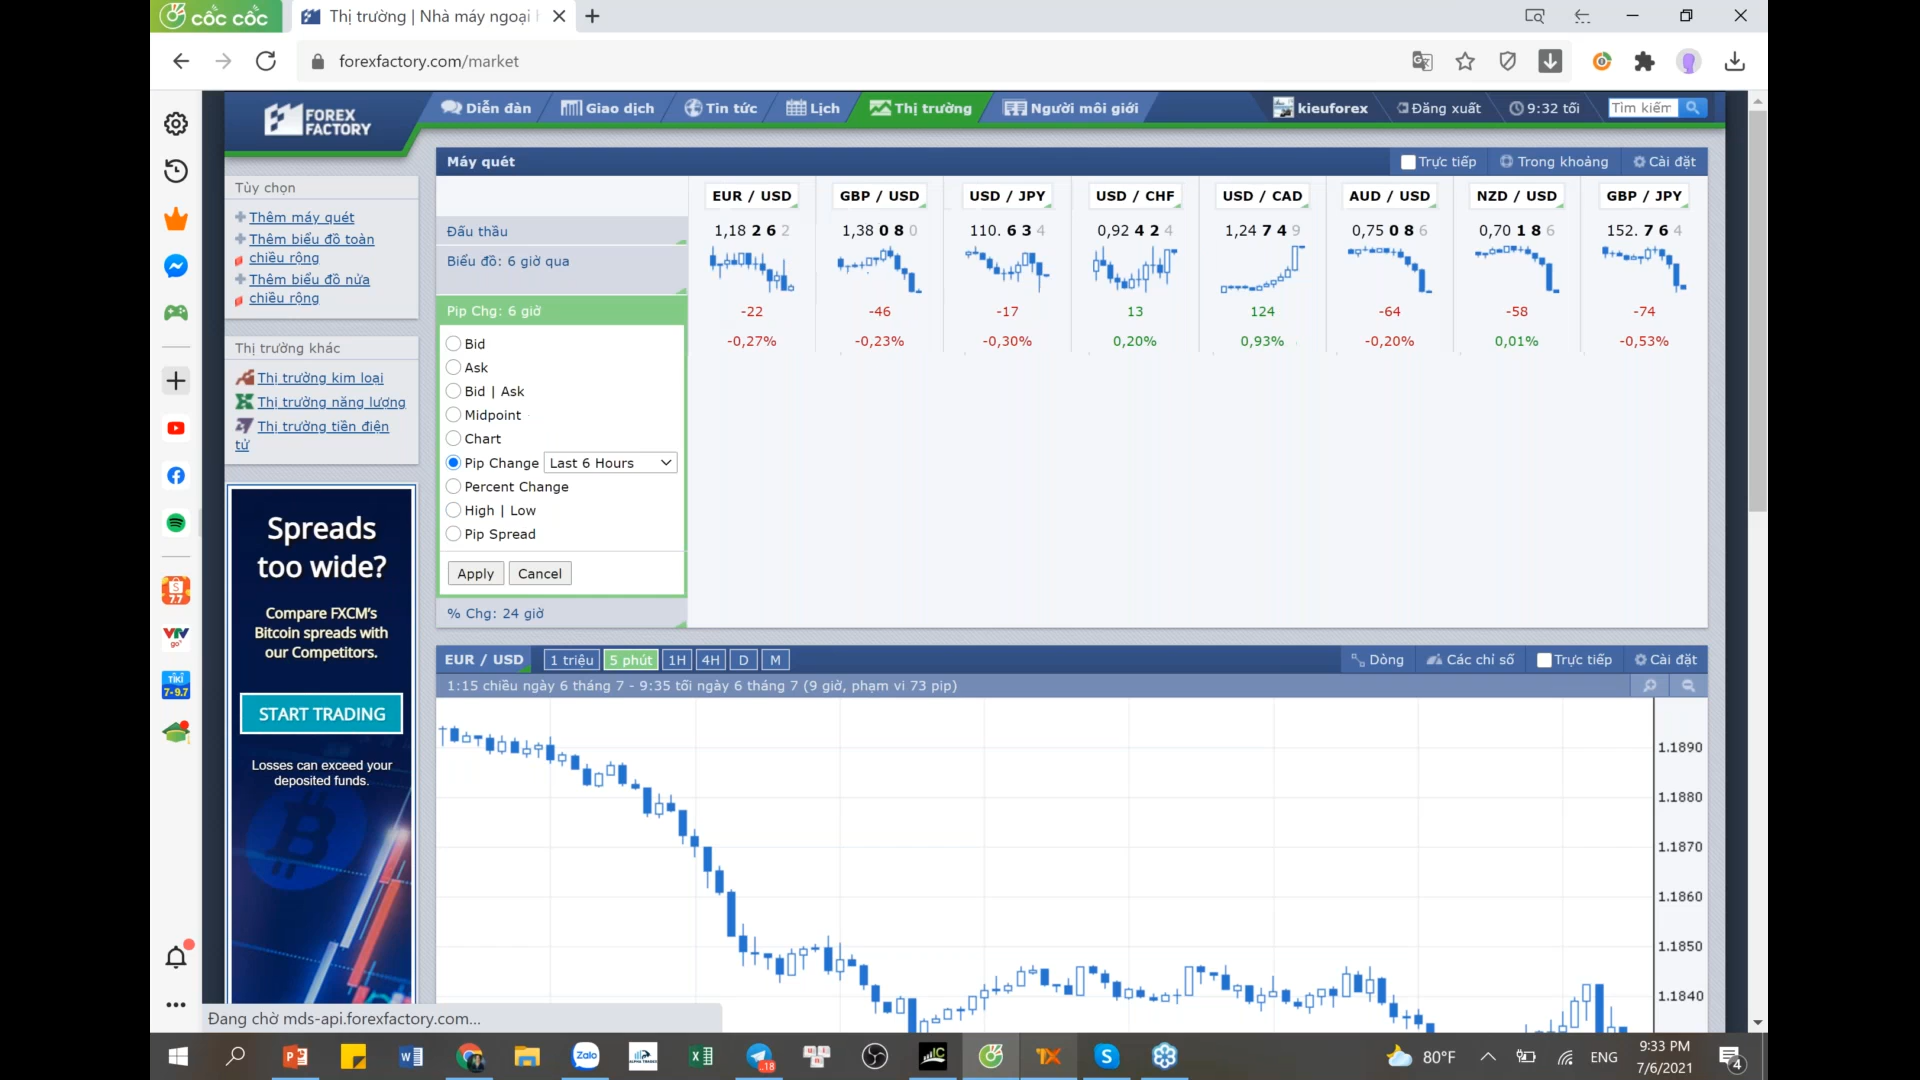 cốc cốc
Thị trường | Nhà máy ngoại h
forexfactory.com/market
FOREX FACTORY
Diễn đàn
Giao dịch
Tin tức
Lịch
Thị trường
Người môi giới
kieuforex
Đăng xuất
9:32 tối
Tìm kiếm
Tùy chọn
Thêm máy quét
Thêm biểu đồ toàn
chiều rộng
Thêm biểu đồ nửa
chiều rộng
Thị trường khác
Thị trường kim loại
Thị trường năng lượng
Thị trường tiền điện
tử
Spreads
too wide?
Compare FXCM's
Bitcoin spreads with
our Competitors.
START TRADING
Losses can exceed your
deposited funds.
Máy quét
Trực tiếp
Trong khoảng
Cài đặt
EUR / USD GBP / USD USD / JPY USD / CHF USD / CAD AUD / USD NZD / USD GBP / JPY
Đấu thầu
1,18 2 6 2 1,38 0 8 0 110. 6 3 4 0,92 4 2 4 1,24 7 4 9 0,75 0 8 6 0,70 1 8 6 152. 7 6 4
Biểu đồ: 6 giờ qua
Pip Chg: 6 giờ
-22 -46 -17 13 124 -64 -58 -74
-0,27% -0,23% -0,30% 0,20% 0,93% -0,20% 0,01% -0,53%
Bid
Ask
Bid | Ask
Midpoint
Chart
Pip Change Last 6 Hours
Percent Change
High | Low
Pip Spread
Apply Cancel
% Chg: 24 giờ
EUR / USD 1 triệu 5 phút 1H 4H D M
Dòng
Các chỉ số
Trực tiếp
Cài đặt
1:15 chiều ngày 6 tháng 7 - 9:35 tối ngày 6 tháng 7 (9 giờ, phạm vi 73 pip)
1.1890
1.1880
1.1870
1.1860
1.1850
1.1840
Đang chờ mds-api.forexfactory.com...
7.7
VTV
go
TIKI
7-9.7
Zalo
18
80°F
ENG
9:33 PM
7/6/2021
4